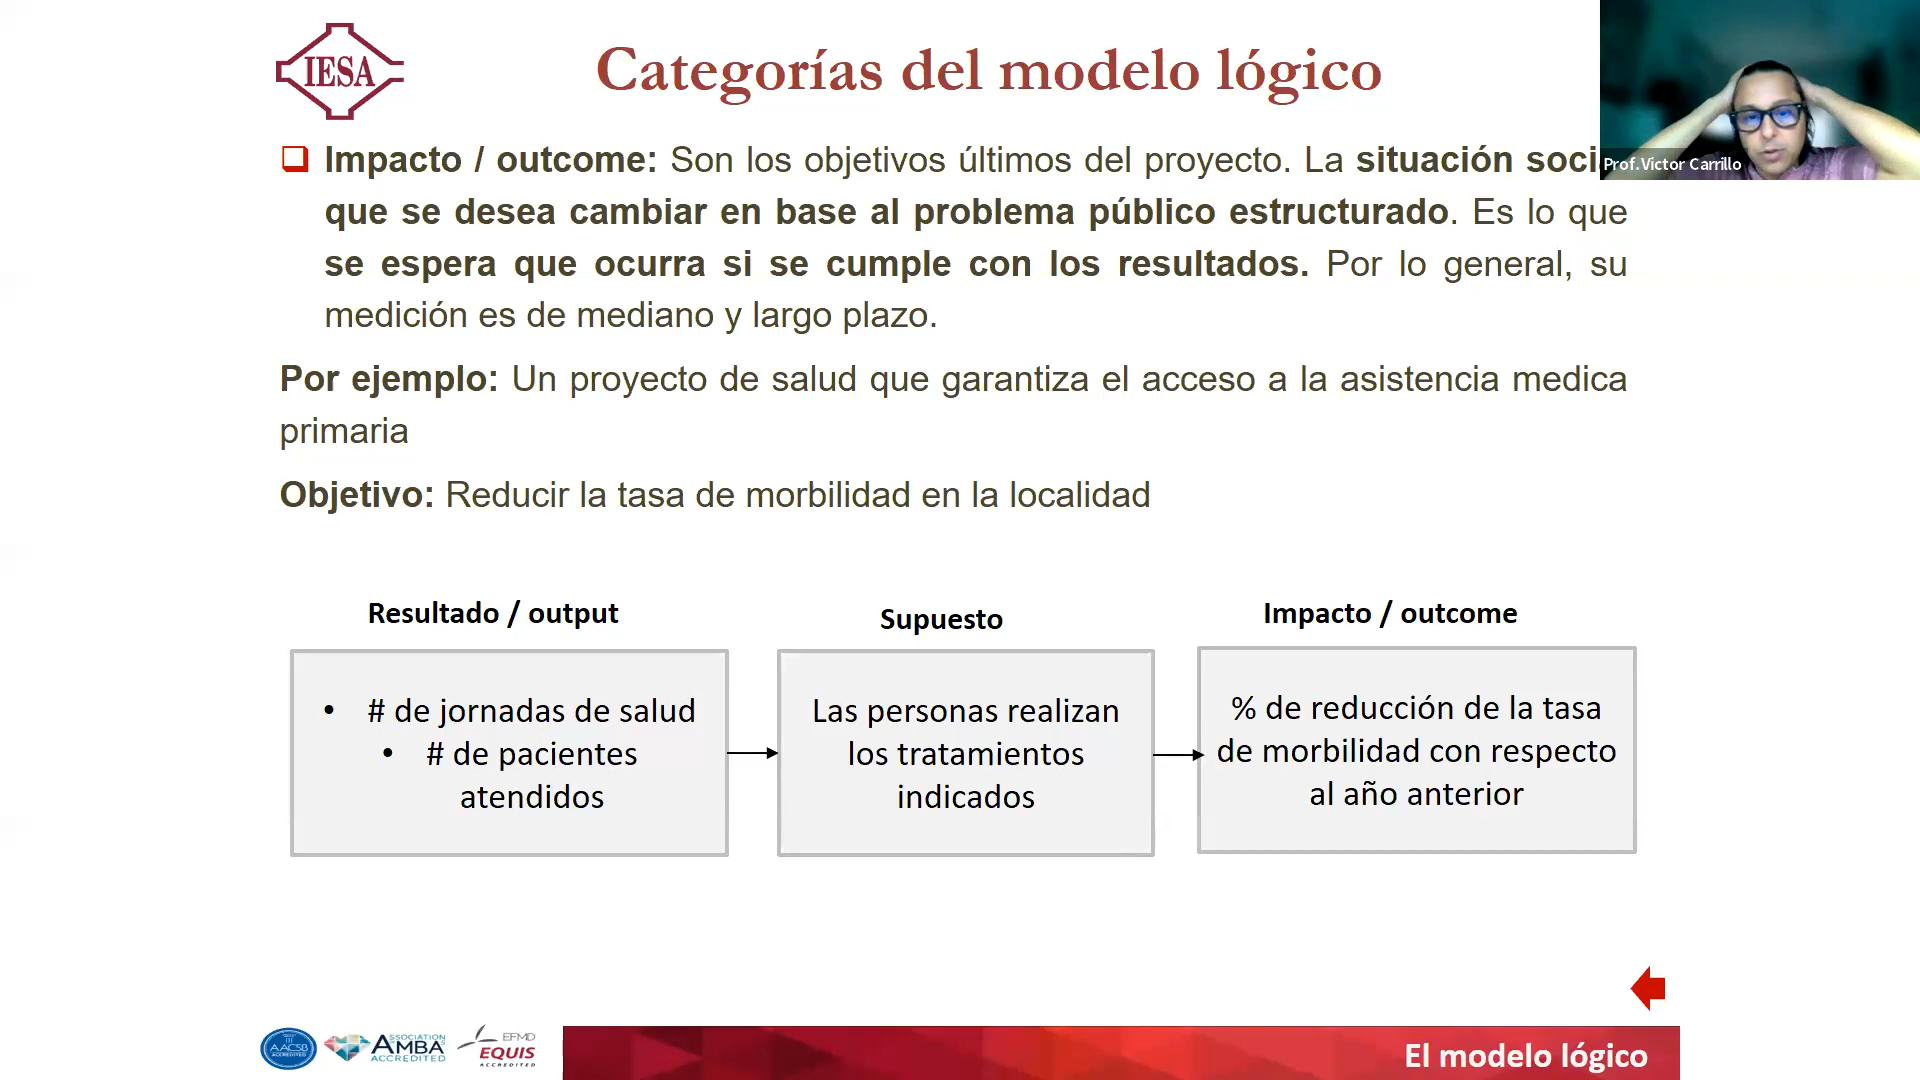 IESA
Categorías del modelo lógico
Prof.Victor Carrillo
Impacto / outcome: Son los objetivos últimos del proyecto. La situación soci
que se desea cambiar en base al problema público estructurado. Es lo que
se espera que ocurra si se cumple con los resultados. Por lo general, su
medición es de mediano y largo plazo.
Por ejemplo: Un proyecto de salud que garantiza el acceso a la asistencia medica
primaria
Objetivo: Reducir la tasa de morbilidad en la localidad
Resultado / output
• # de jornadas de salud
• # de pacientes
atendidos
Supuesto
Las personas realizan
los tratamientos
indicados
Impacto / outcome
% de reducción de la tasa
de morbilidad con respecto
al año anterior
AACSB
ACCREDITED
ASSOCIATION
AMBA
ACCREDITED
EFMD
EQUIS
ACCREDITED
El modelo lógico